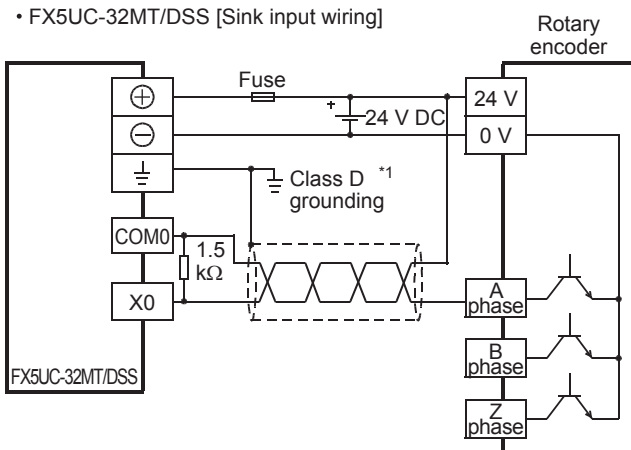 • FX5UC-32MT/DSS [Sink input wiring]
Rotary
encoder
Fuse
+
24 V DC
24 V
0 V
Class D *1
grounding
COM0
1.5
kΩ
X0
A
phase
B
phase
Z
phase
FX5UC-32MT/DSS